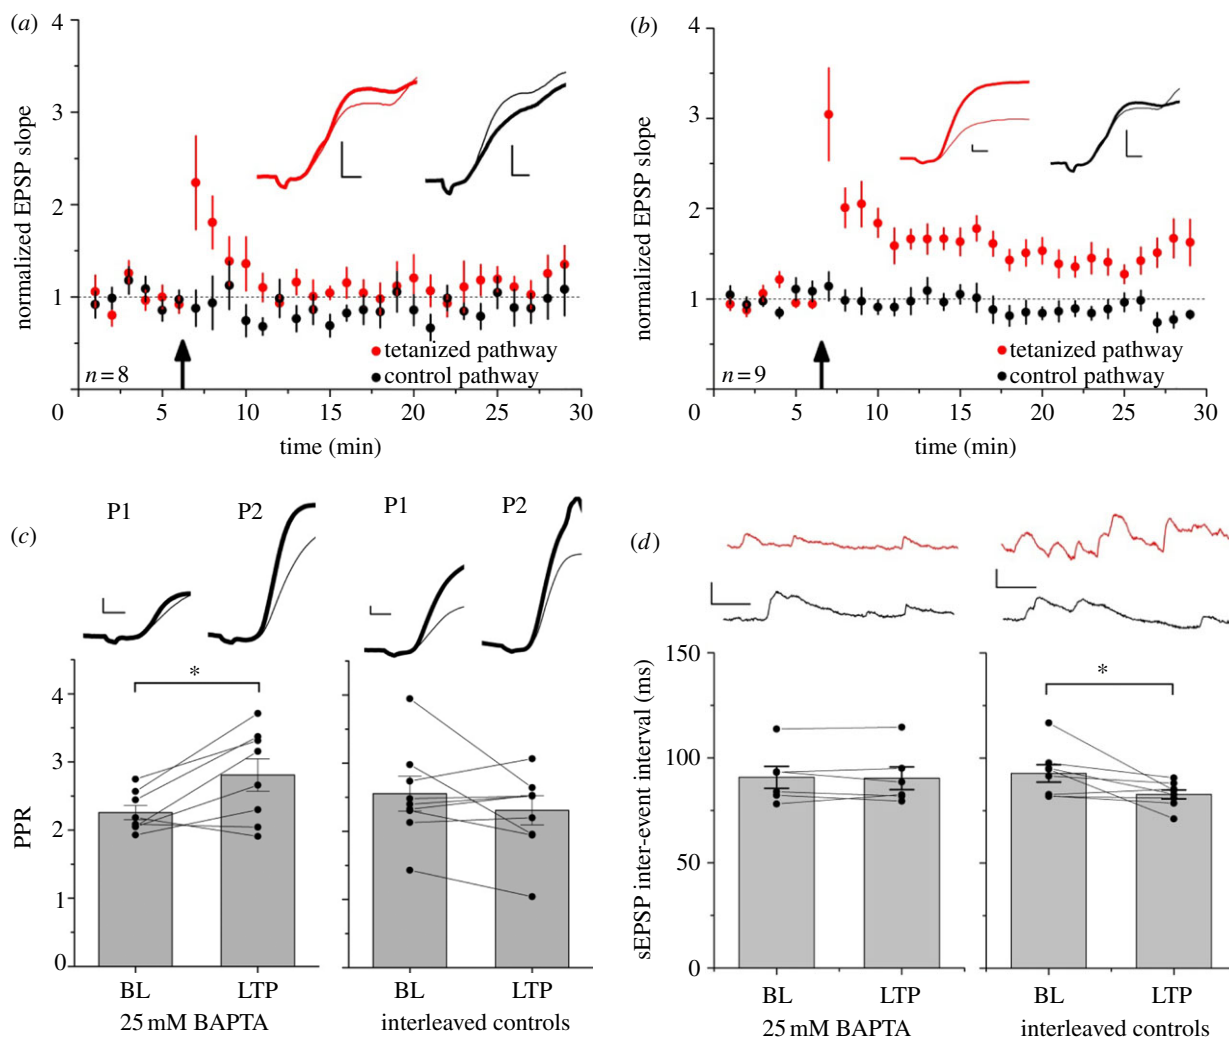 (a)
4
3
2
1
0
normalized EPSP slope
tetanized pathway
control pathway
n = 8
5 10 15 20 25 30
time (min)
(b)
4
3
2
1
0
normalized EPSP slope
tetanized pathway
control pathway
n = 9
5 10 15 20 25 30
time (min)
(c)
P1 P2 P1 P2
*
4
3
2
1
0
PPR
BL LTP BL LTP
25 mM BAPTA interleaved controls
(d)
150
100
50
0
sEPSP inter-event interval (ms)
*
BL LTP BL LTP
25 mM BAPTA interleaved controls